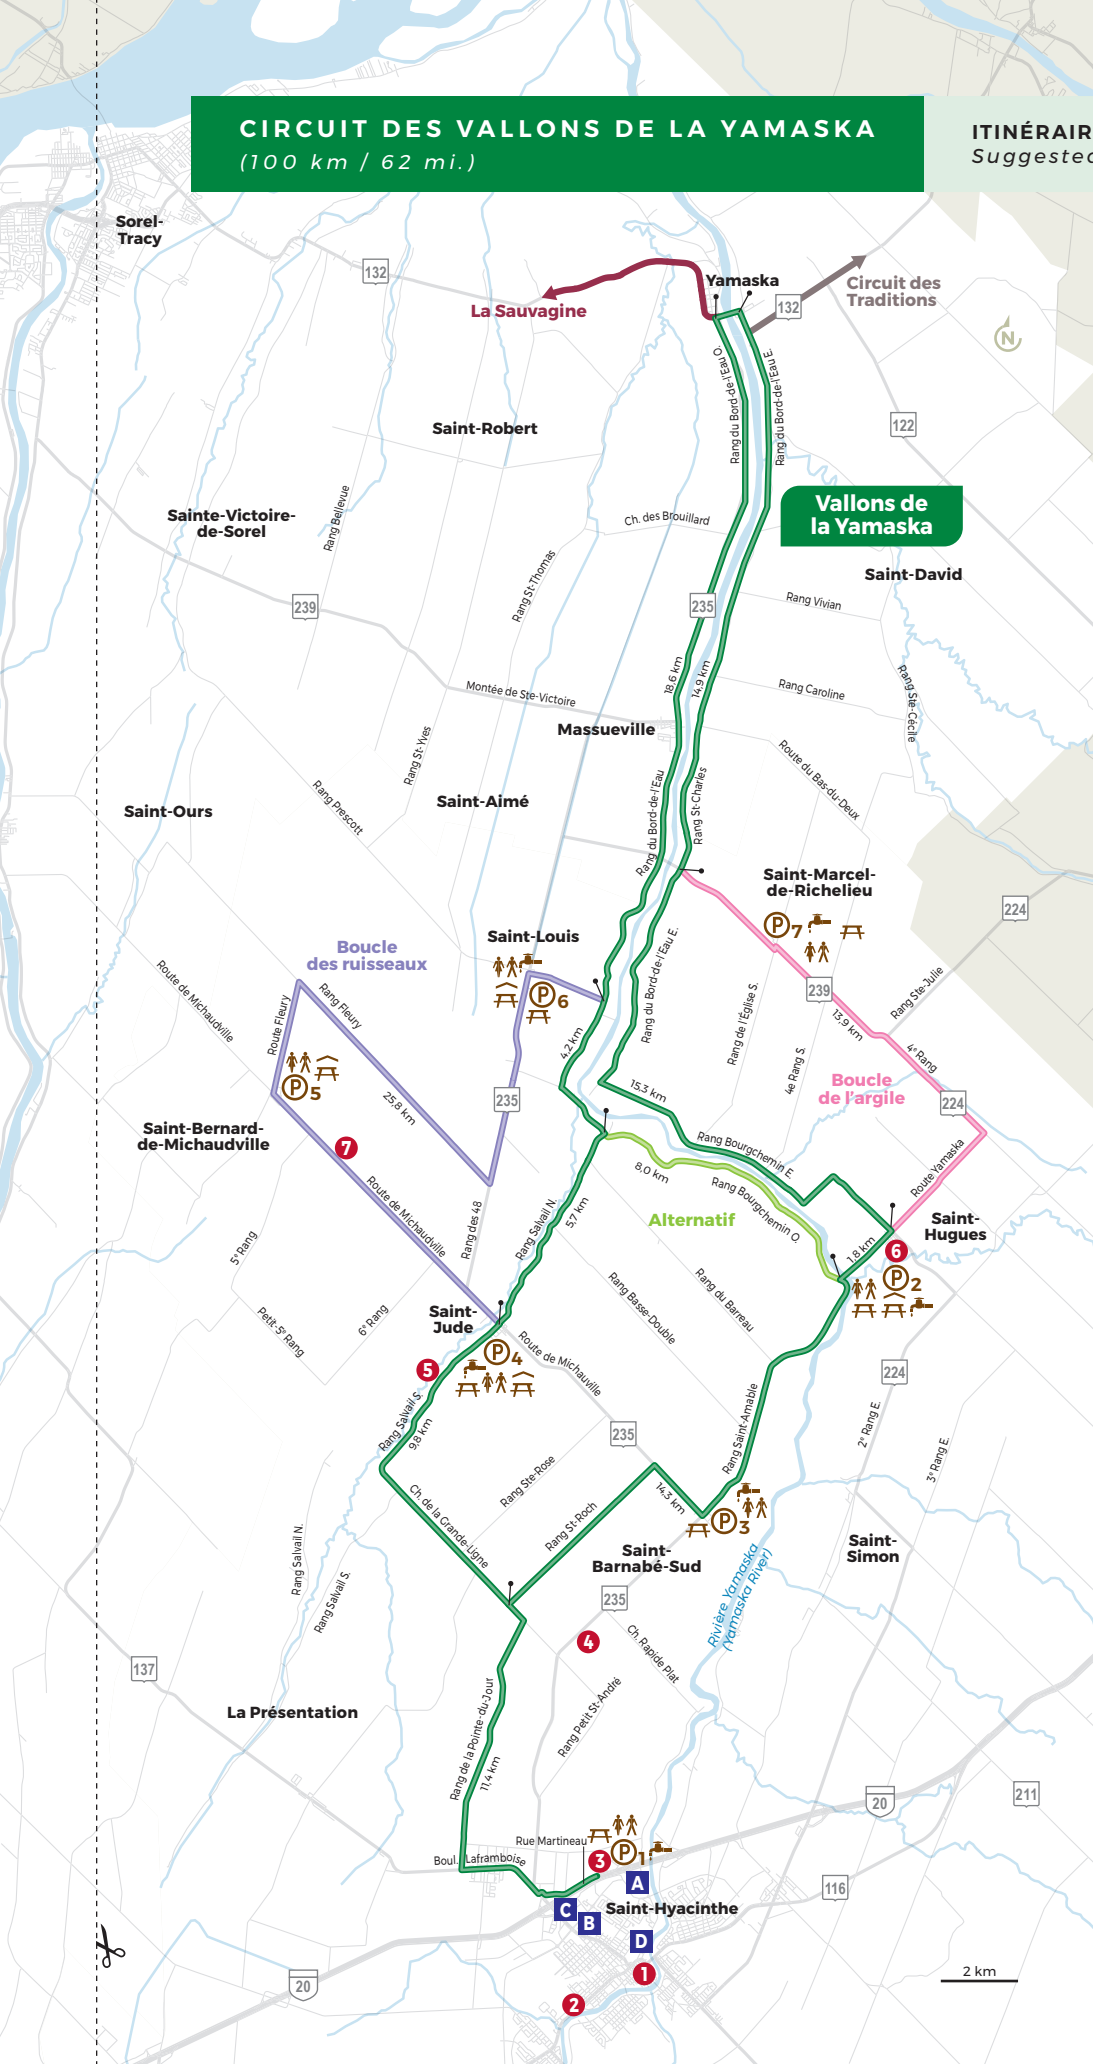 CIRCUIT DES VALLONS DE LA YAMASKA
(100 km / 62 mi.)
ITINÉRAIR
Suggested
Sorel-
Tracy
132
La Sauvagine
Yamaska
132
Circuit des
Traditions
N
Rang du Bord-de-l'Eau O.
Rang du Bord-de-l'Eau E.
122
Saint-Robert
Vallons de
la Yamaska
Sainte-Victoire-
de-Sorel
Rang Bellevue
Ch. des Brouillard
Saint-David
Rang St-Thomas
239
235
Rang Vivian
18,6 km
14,9 km
Rang Caroline
Rang Ste-Cécile
Montée de Ste-Victoire
Massueville
Rang St-Yves
Route du Bas-du-Deux
Saint-Ours
Rang Prescott
Saint-Aimé
Rang du Bord-de-l'Eau
Rang St-Charles
Saint-Marcel-
de-Richelieu
P7
224
Saint-Louis
P6
Boucle
des ruisseaux
Route de Michaudville
Route Fleury
Rang Fleury
Rang du Bord-de-l'Eau E.
Rang de l'Église S.
239
Rang Ste-Julie
13,9 km
4e Rang
4,2 km
4e Rang S.
P5
25,8 km
235
15,3 km
Boucle
de l'argile
224
Saint-Bernard-
de-Michaudville
7
Rang Bourgchemin E.
8,0 km
Rang Bourgchemin O.
Route Yamaska
Route de Michaudville
Rang des 48
Rang Salvail N.
5,7 km
Alternatif
Saint-
Hugues
1,8 km
6
P2
5e Rang
Petit-5e Rang
6e Rang
Rang Basse-Double
Rang du Barreau
Saint-
Jude
P4
5
Route de Michauville
224
Rang Salvail S.
9,8 km
235
Rang Saint-Amable
2e Rang E.
3e Rang E.
Ch. de la Grande-Ligne
Rang Ste-Rose
Rang St-Roch
14,3 km
P3
Saint-
Barnabé-Sud
Saint-
Simon
Rivière Yamaska
(Yamaska River)
Rang Salvail N.
Rang Salvail S.
235
4
Ch. Rapide Plat
137
La Présentation
Rang Petit St-André
Rang de la Pointe-du-Jour
11,4 km
20
211
Rue Martineau
P1
Boul. Laframboise
3
A
116
C
B
Saint-Hyacinthe
D
1
2
20
2 km